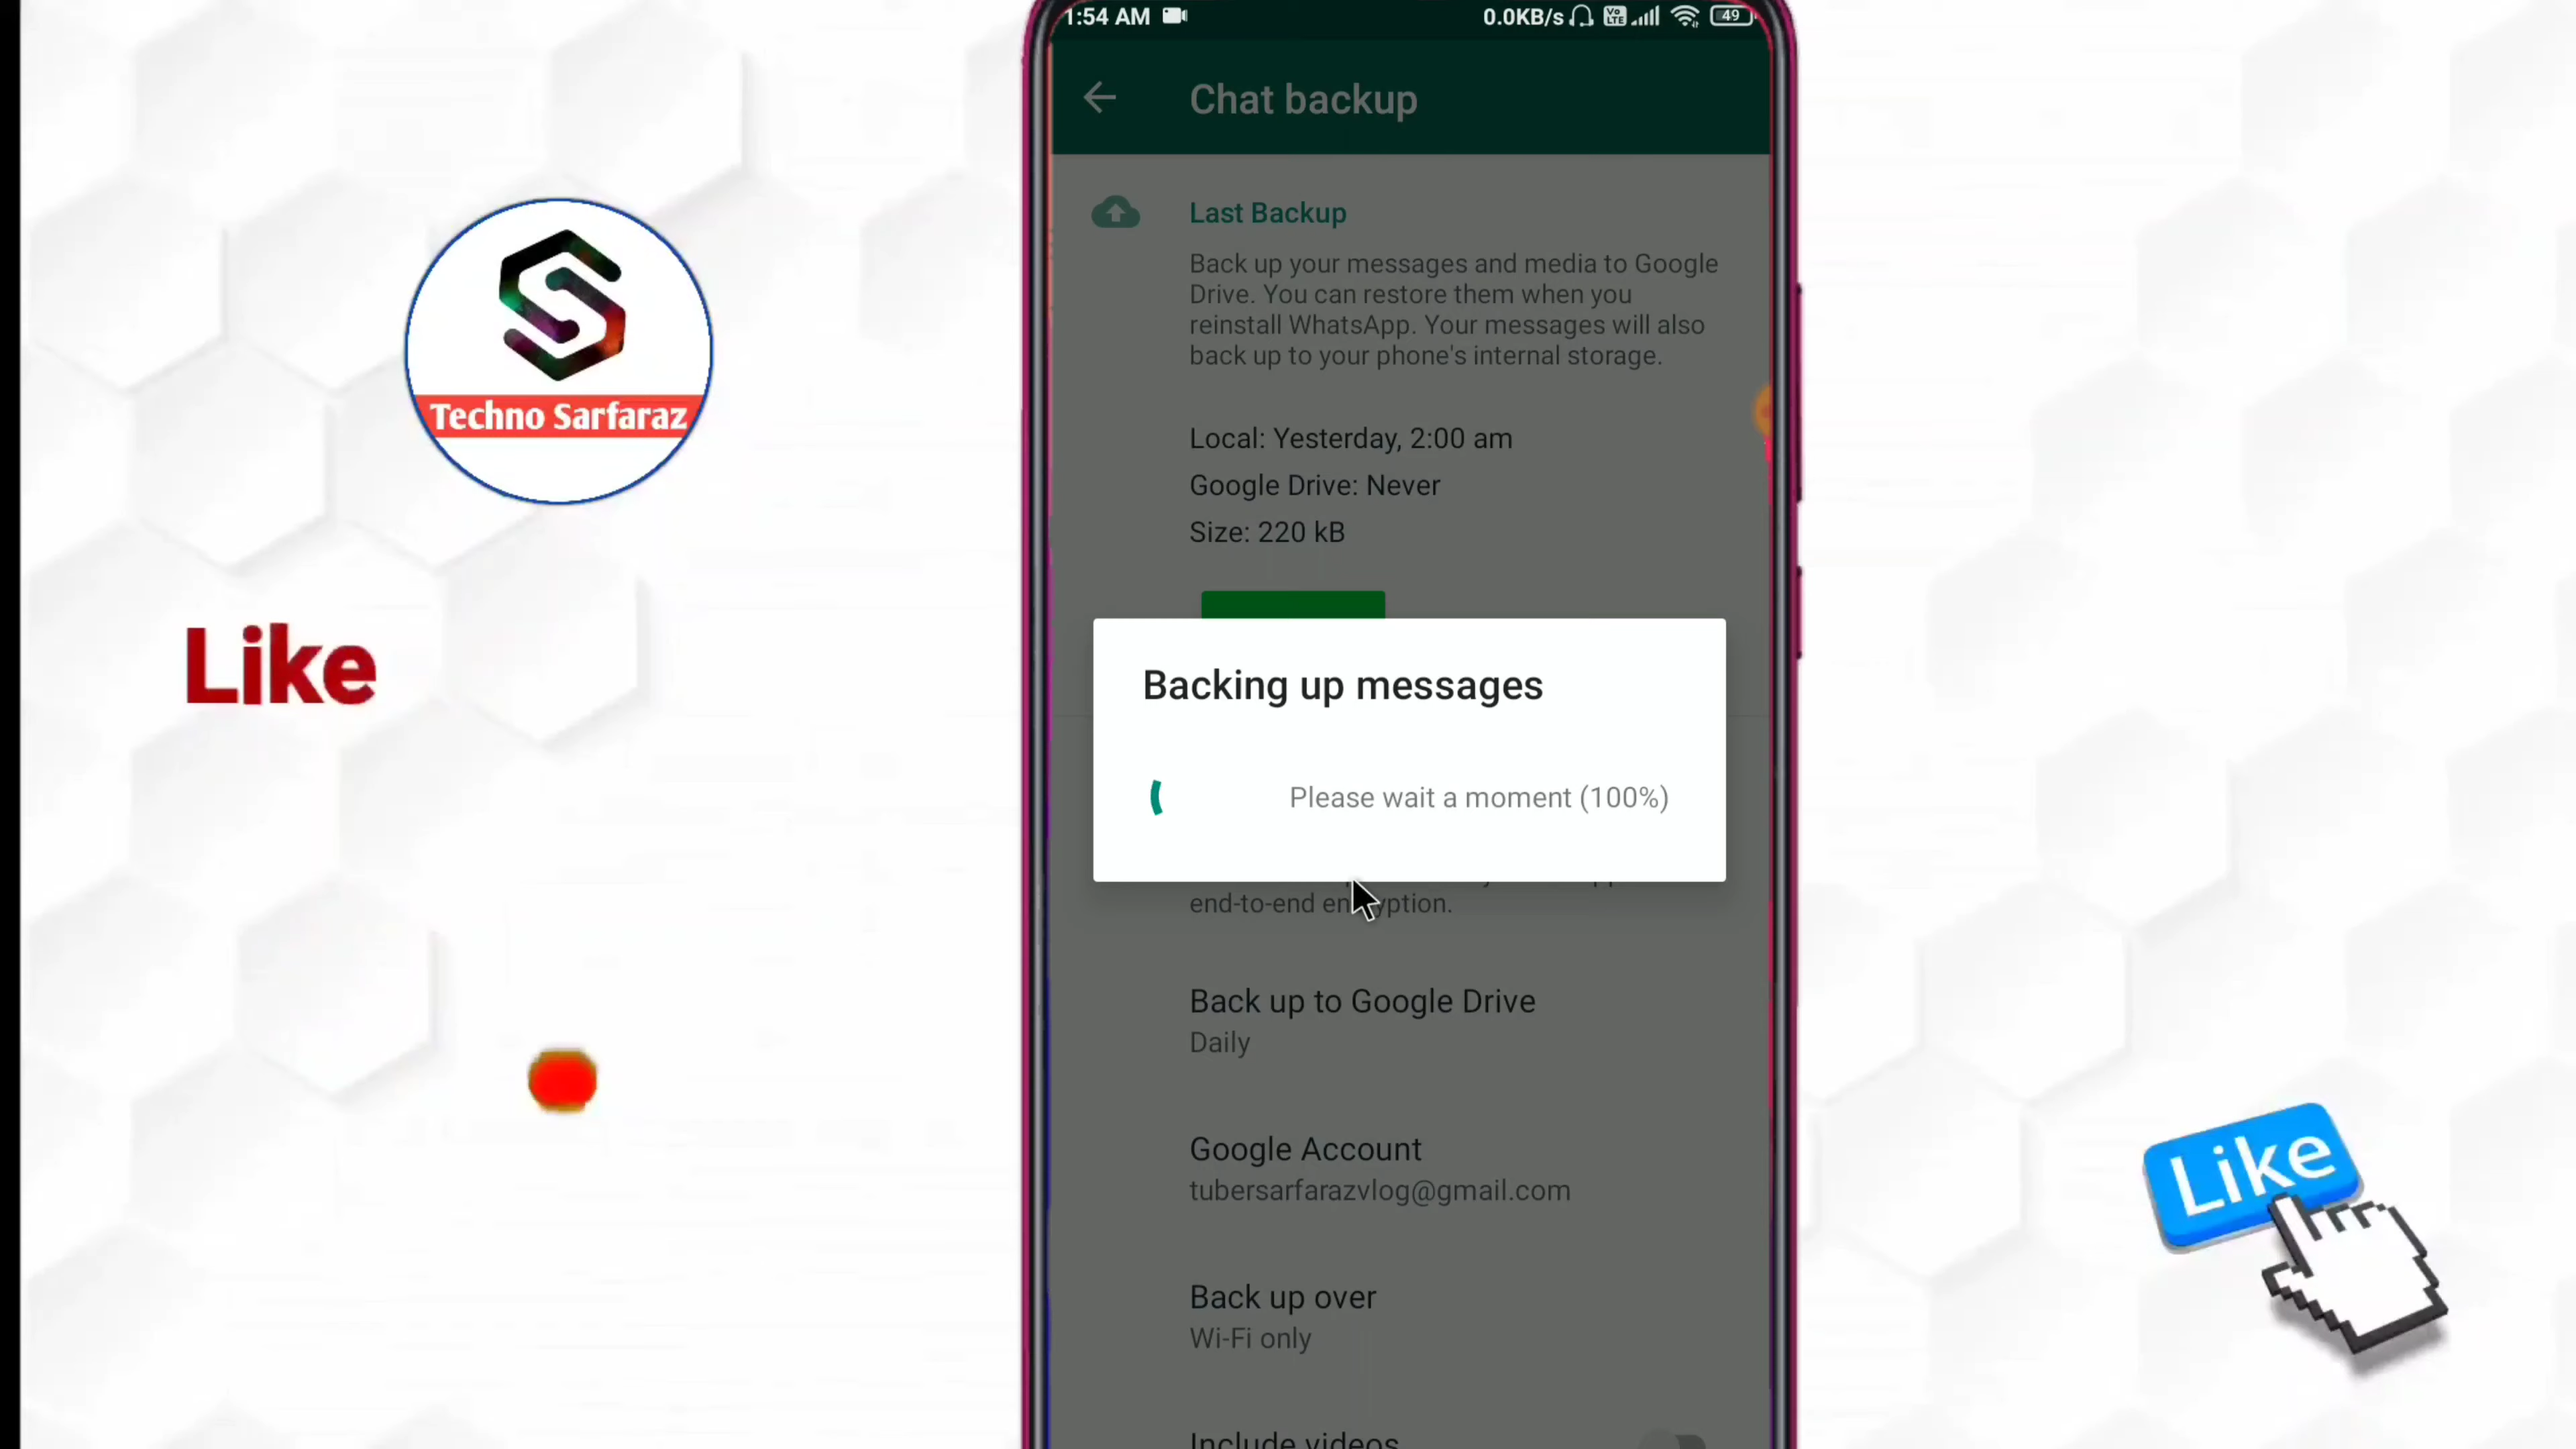 1:54 AM
0.0KB/s
Vo
LTE
49
Chat backup
Last Backup
Back up your messages and media to Google
Drive. You can restore them when you
reinstall WhatsApp. Your messages will also
back up to your phone's internal storage.
Local: Yesterday, 2:00 am
Google Drive: Never
Size: 220 kB
Backing up messages
Please wait a moment (100%)
end-to-end encryption.
Back up to Google Drive
Daily
Google Account
tubersarfarazvlog@gmail.com
Back up over
Wi-Fi only
Include videos
Techno Sarfaraz
Like
Like